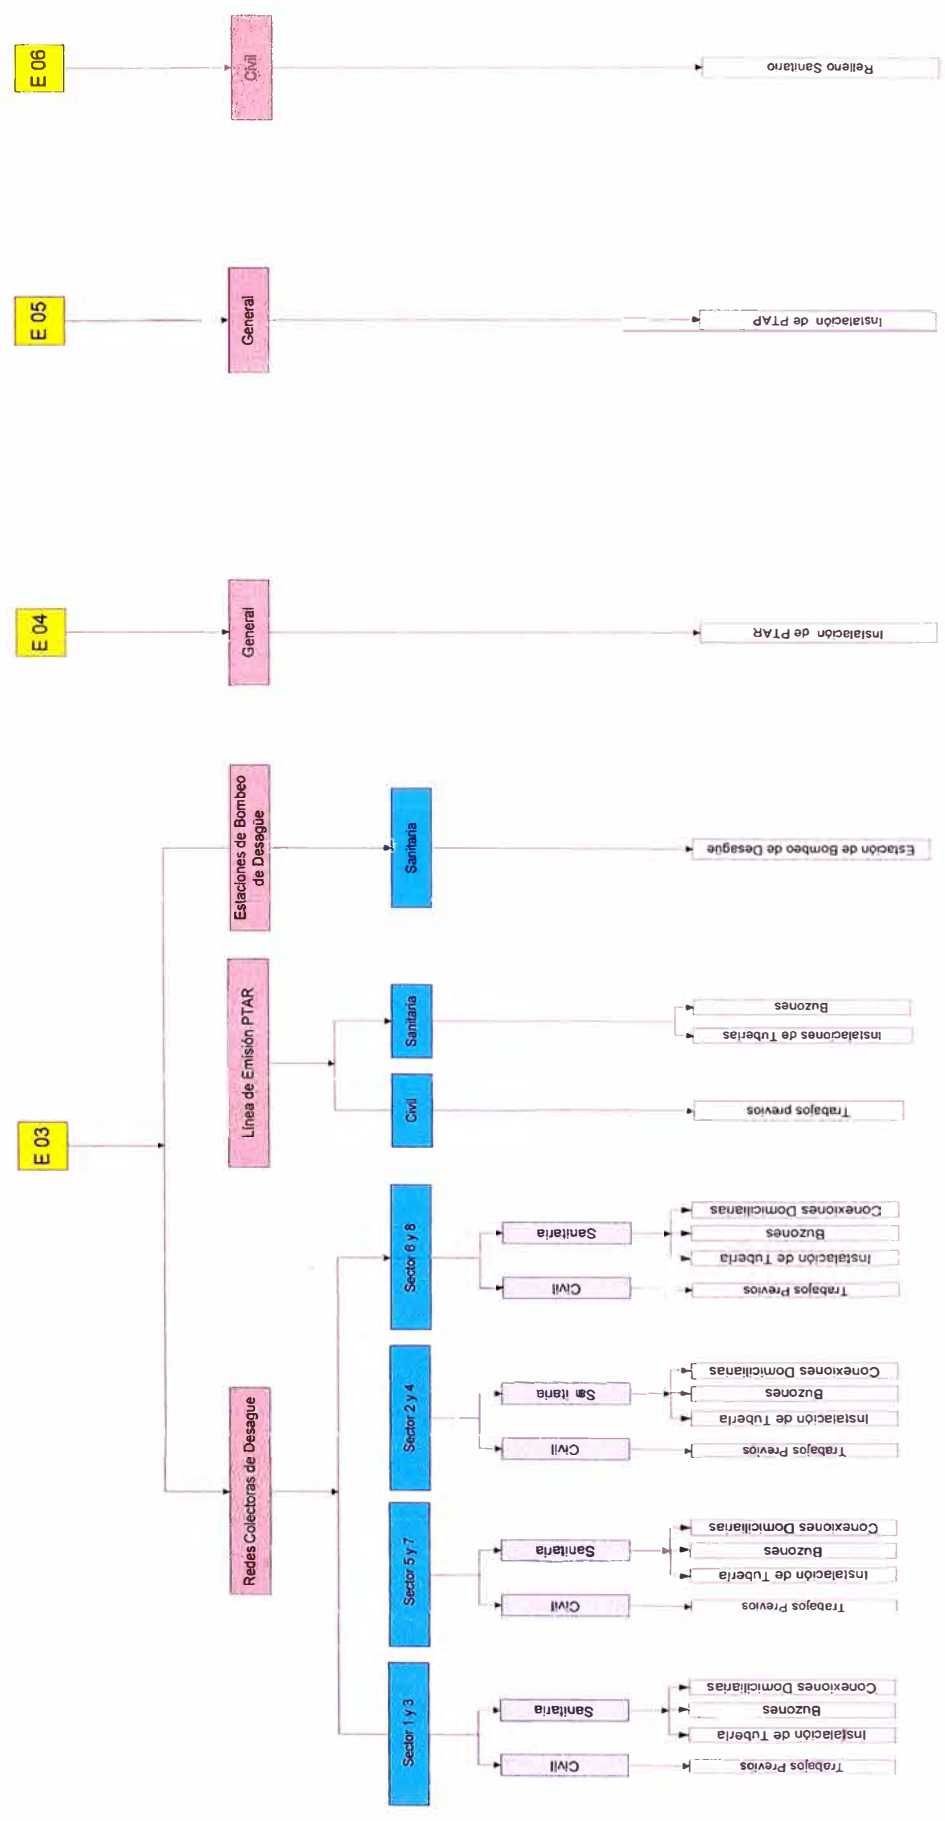 E 03
E 04
E 05
E 06
Redes Colectoras de Desague
Línea de Emisión PTAR
Estaciones de Bombeo
de Desagüe
General
General
Civil
Sector 1 y 3
Sector 5 y 7
Sector 2 y 4
Sector 6 y 8
Civil
Sanitaria
Sanitaria
Civil
Sanitaria
Civil
Sanitaria
Civil
Sanitaria
Civil
Sanitaria
Trabajos Previos
Instalación de Tubería
Buzones
Conexiones Domiciliarias
Trabajos Previos
Instalación de Tubería
Buzones
Conexiones Domiciliarias
Trabajos Previos
Instalación de Tubería
Buzones
Conexiones Domiciliarias
Trabajos Previos
Instalación de Tubería
Buzones
Conexiones Domiciliarias
Trabajos previos
Instalaciones de Tuberias
Buzones
Estación de Bombeo de Desagüe
Instalación de PTAR
Instalación de PTAP
Relleno Sanitario